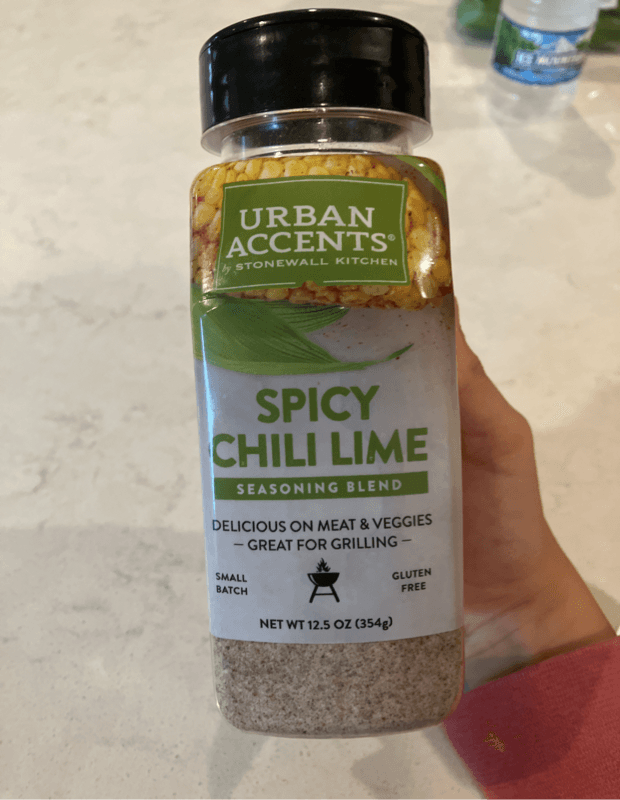 URBAN
ACCENTS®
by STONEWALL KITCHEN
SPICY
CHILI LIME
SEASONING BLEND
DELICIOUS ON MEAT & VEGGIES
– GREAT FOR GRILLING –
SMALL
BATCH
GLUTEN
FREE
NET WT 12.5 OZ (354g)